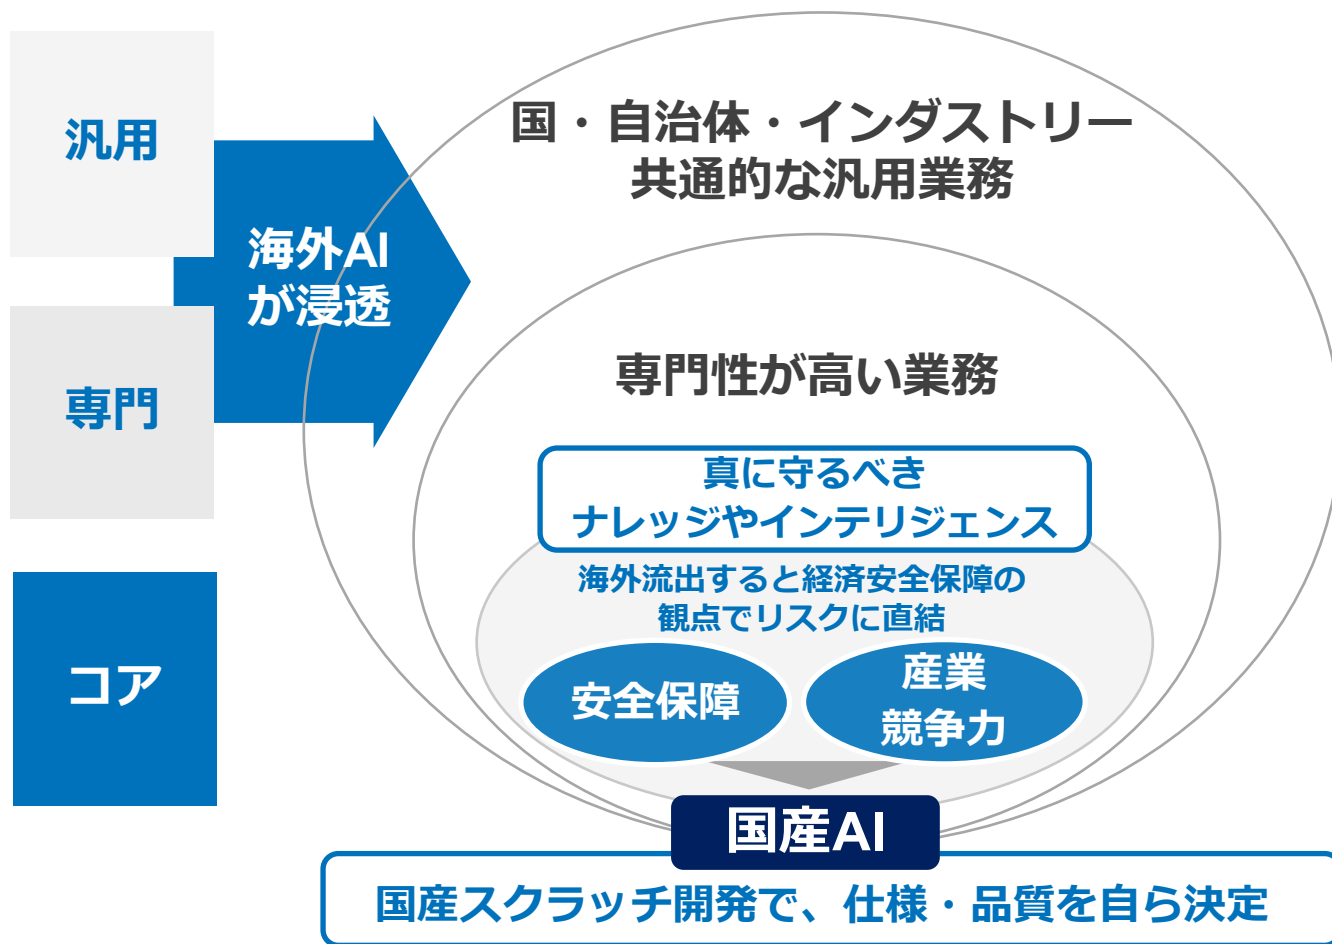 汎用
専門
コア
海外AI
が浸透
国・自治体・インダストリー
共通的な汎用業務
専門性が高い業務
真に守るべき
ナレッジやインテリジェンス
海外流出すると経済安全保障の
観点でリスクに直結
安全保障
産業
競争力
国産AI
国産スクラッチ開発で、仕様・品質を自ら決定